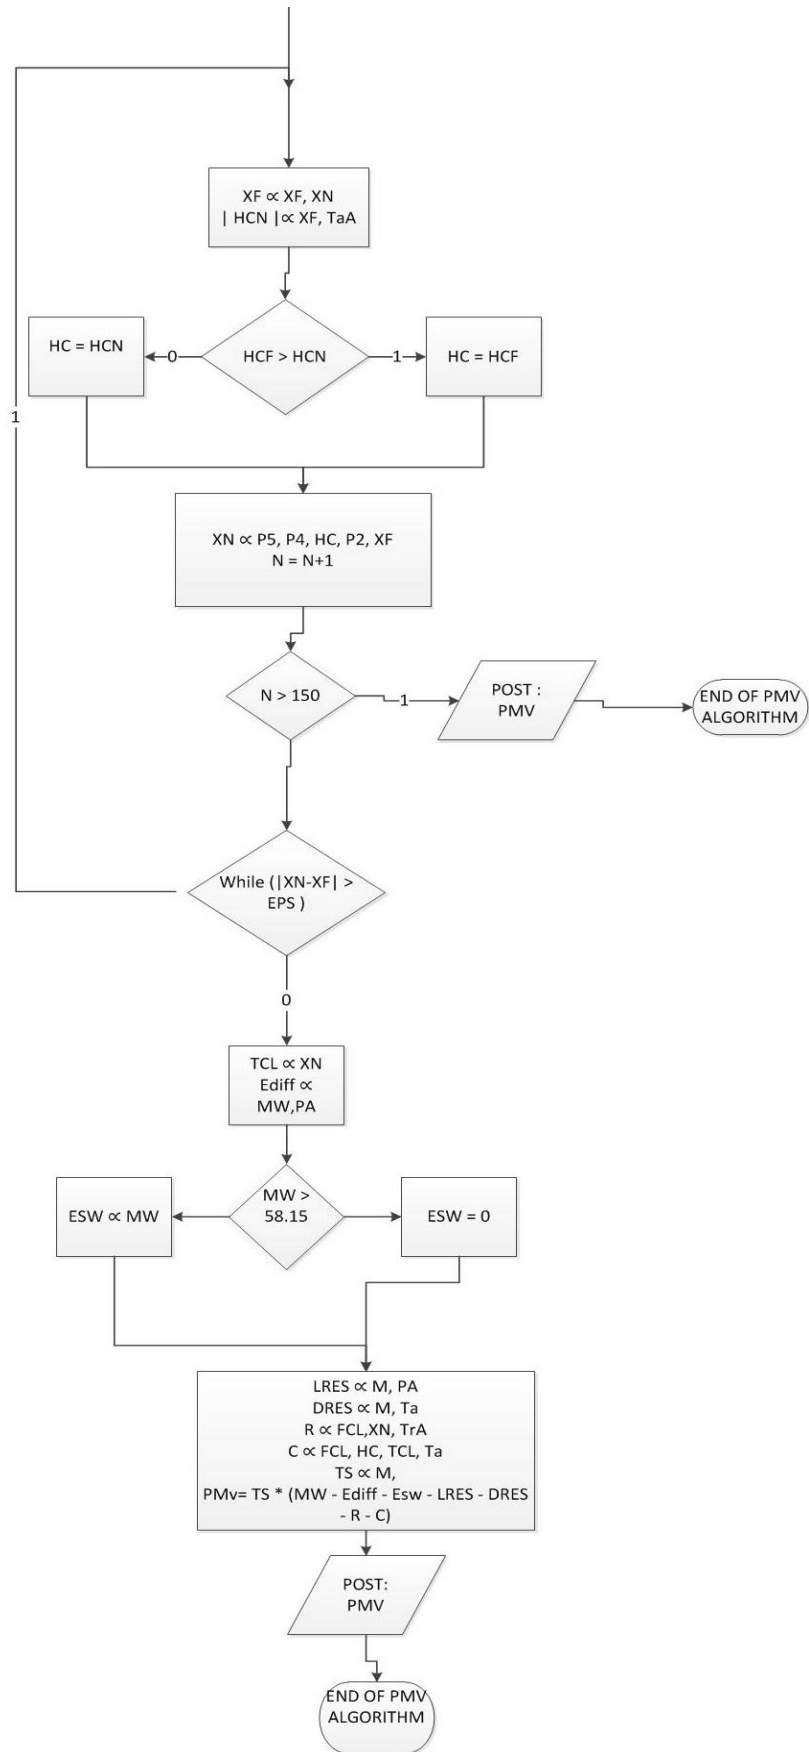 XF ∝ XF, XN
| HCN |∝ XF, TaA
HC = HCN
0
HCF > HCN
1
HC = HCF
1
XN ∝ P5, P4, HC, P2, XF
N = N+1
N > 150
1
POST :
PMV
END OF PMV
ALGORITHM
While (|XN-XF| >
EPS )
0
TCL ∝ XN
Ediff ∝
MW,PA
ESW ∝ MW
MW >
58.15
ESW = 0
LRES ∝ M, PA
DRES ∝ M, Ta
R ∝ FCL,XN, TrA
C ∝ FCL, HC, TCL, Ta
TS ∝ M,
PMv= TS * (MW - Ediff - Esw - LRES - DRES
- R - C)
POST:
PMV
END OF PMV
ALGORITHM